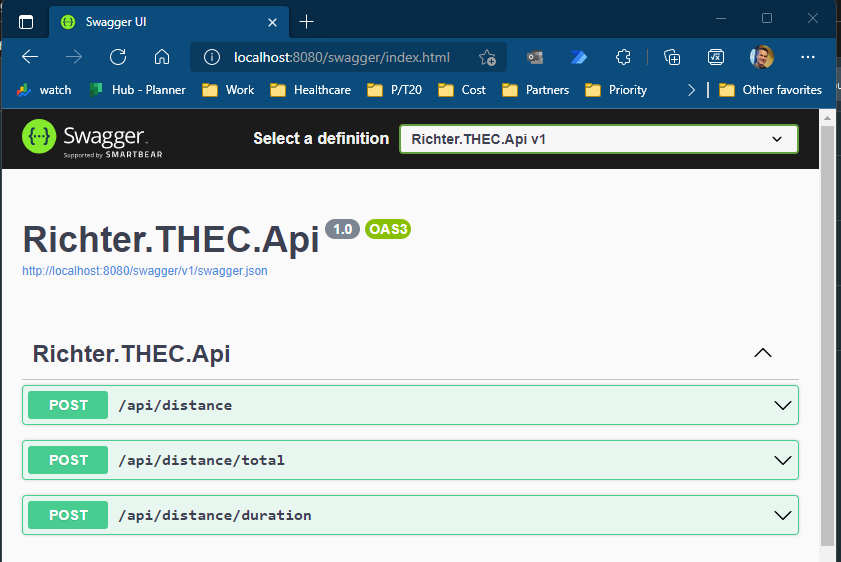 Swagger UI
localhost:8080/swagger/index.html
watch Hub - Planner Work Healthcare P/T20 Cost Partners Priority Other favorites
{···} Swagger
Supported by SMARTBEAR
Select a definition Richter.THEC.Api v1
Richter.THEC.Api 1.0 OAS3
http://localhost:8080/swagger/v1/swagger.json
Richter.THEC.Api
POST /api/distance
POST /api/distance/total
POST /api/distance/duration